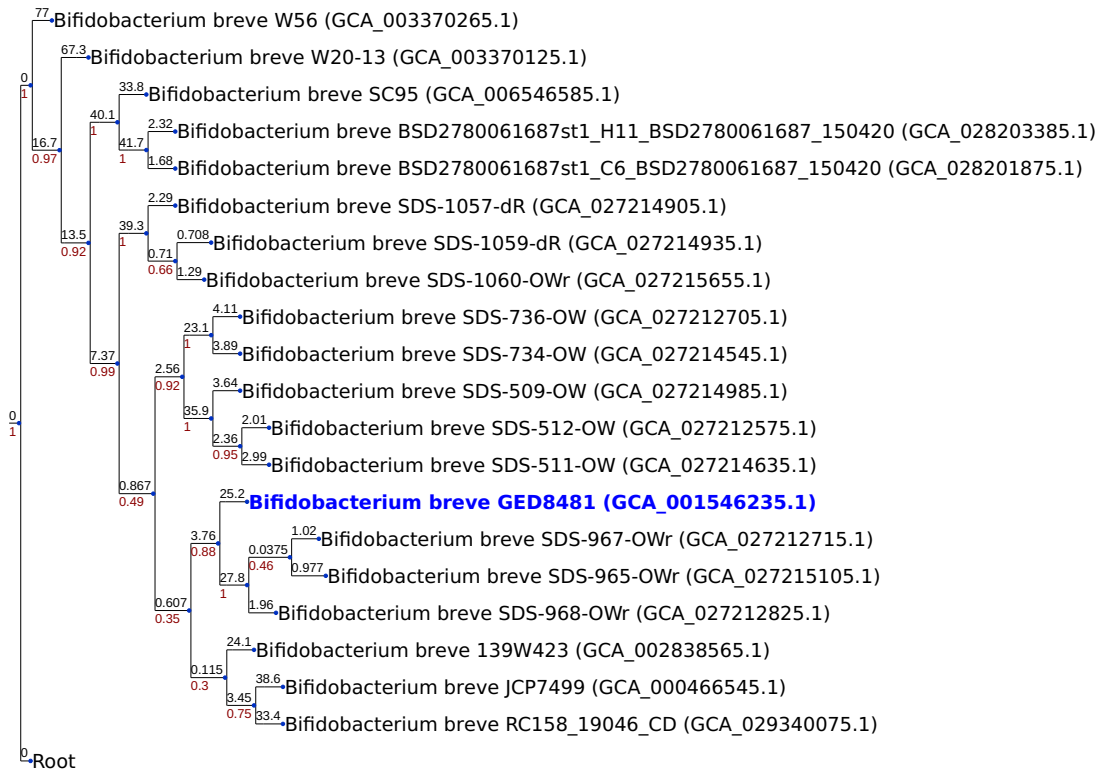 77 Bifidobacterium breve W56 (GCA_003370265.1)
67.3 Bifidobacterium breve W20-13 (GCA_003370125.1)
0
1
33.8 Bifidobacterium breve SC95 (GCA_006546585.1)
40.1
1
2.32 Bifidobacterium breve BSD2780061687st1_H11_BSD2780061687_150420 (GCA_028203385.1)
16.7
0.97
41.7
1
1.68 Bifidobacterium breve BSD2780061687st1_C6_BSD2780061687_150420 (GCA_028201875.1)
2.29 Bifidobacterium breve SDS-1057-dR (GCA_027214905.1)
39.3
1
13.5
0.92
0.708 Bifidobacterium breve SDS-1059-dR (GCA_027214935.1)
0.71
0.66
1.29 Bifidobacterium breve SDS-1060-OWr (GCA_027215655.1)
4.11 Bifidobacterium breve SDS-736-OW (GCA_027212705.1)
23.1
1
3.89 Bifidobacterium breve SDS-734-OW (GCA_027214545.1)
7.37
0.99
2.56
0.92
3.64 Bifidobacterium breve SDS-509-OW (GCA_027214985.1)
35.9
1
0
1
2.01 Bifidobacterium breve SDS-512-OW (GCA_027212575.1)
2.36
0.95
2.99 Bifidobacterium breve SDS-511-OW (GCA_027214635.1)
0.867
0.49
25.2 Bifidobacterium breve GED8481 (GCA_001546235.1)
3.76
0.88
1.02 Bifidobacterium breve SDS-967-OWr (GCA_027212715.1)
0.0375
0.46
0.977 Bifidobacterium breve SDS-965-OWr (GCA_027215105.1)
27.8
1
0.607
0.35
1.96 Bifidobacterium breve SDS-968-OWr (GCA_027212825.1)
24.1 Bifidobacterium breve 139W423 (GCA_002838565.1)
0.115
0.3
38.6 Bifidobacterium breve JCP7499 (GCA_000466545.1)
3.45
0.75
33.4 Bifidobacterium breve RC158_19046_CD (GCA_029340075.1)
0 Root